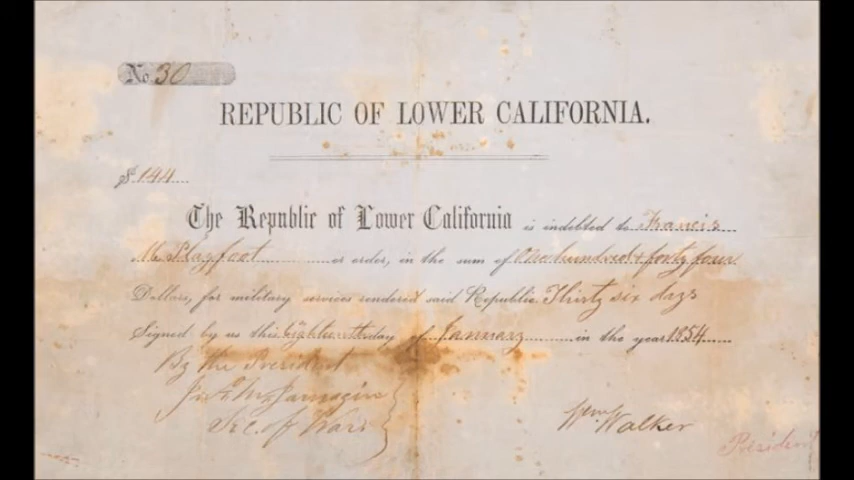 No. 30
REPUBLIC OF LOWER CALIFORNIA.
$ 144
The Republic of Lower California is indebted to Francis
M. Playfoot or order, in the sum of One hundred & forty four
Dollars, for military services rendered said Republic. Thirty six days
Signed by us this Eighteenth day of January in the year 1854
By the President
Jarnagin
Sec. of War
Wm Walker
President